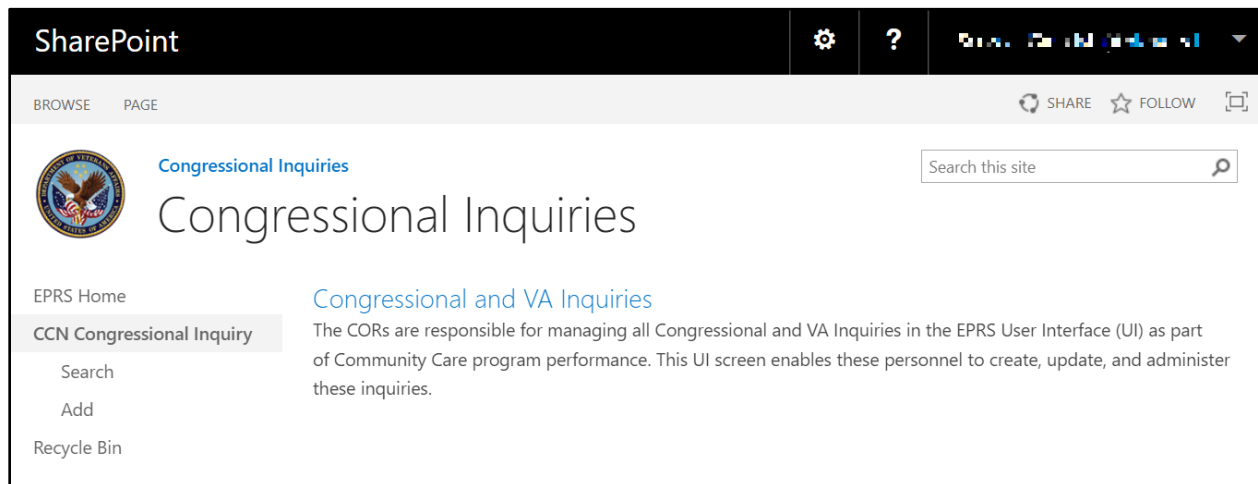 SharePoint
?
BROWSE PAGE SHARE FOLLOW
Congressional Inquiries
Search this site
Congressional Inquiries
EPRS Home
CCN Congressional Inquiry
Search
Add
Recycle Bin
Congressional and VA Inquiries
The CORs are responsible for managing all Congressional and VA Inquiries in the EPRS User Interface (UI) as part
of Community Care program performance. This UI screen enables these personnel to create, update, and administer
these inquiries.